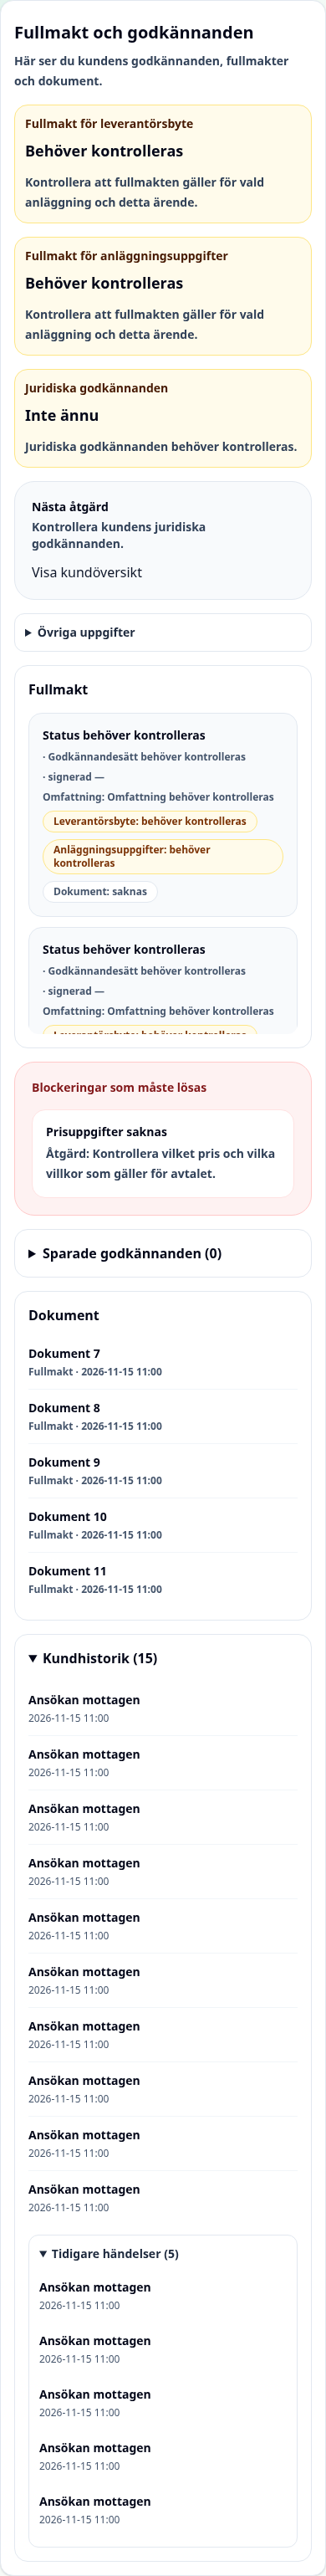 Fullmakt och godkännanden
Här ser du kundens godkännanden, fullmakter
och dokument.
Fullmakt för leverantörsbyte
Behöver kontrolleras
Kontrollera att fullmakten gäller för vald
anläggning och detta ärende.
Fullmakt för anläggningsuppgifter
Behöver kontrolleras
Kontrollera att fullmakten gäller för vald
anläggning och detta ärende.
Juridiska godkännanden
Inte ännu
Juridiska godkännanden behöver kontrolleras.
Nästa åtgärd
Kontrollera kundens juridiska
godkännanden.
Visa kundöversikt
Övriga uppgifter
Fullmakt
Status behöver kontrolleras
· Godkännandesätt behöver kontrolleras
· signerad —
Omfattning: Omfattning behöver kontrolleras
Leverantörsbyte: behöver kontrolleras
Anläggningsuppgifter: behöver
kontrolleras
Dokument: saknas
Status behöver kontrolleras
· Godkännandesätt behöver kontrolleras
· signerad —
Omfattning: Omfattning behöver kontrolleras
Leverantörsbyte: behöver kontrolleras
Blockeringar som måste lösas
Prisuppgifter saknas
Åtgärd: Kontrollera vilket pris och vilka
villkor som gäller för avtalet.
Sparade godkännanden (0)
Dokument
Dokument 7
Fullmakt · 2026-11-15 11:00
Dokument 8
Fullmakt · 2026-11-15 11:00
Dokument 9
Fullmakt · 2026-11-15 11:00
Dokument 10
Fullmakt · 2026-11-15 11:00
Dokument 11
Fullmakt · 2026-11-15 11:00
Kundhistorik (15)
Ansökan mottagen
2026-11-15 11:00
Ansökan mottagen
2026-11-15 11:00
Ansökan mottagen
2026-11-15 11:00
Ansökan mottagen
2026-11-15 11:00
Ansökan mottagen
2026-11-15 11:00
Ansökan mottagen
2026-11-15 11:00
Ansökan mottagen
2026-11-15 11:00
Ansökan mottagen
2026-11-15 11:00
Ansökan mottagen
2026-11-15 11:00
Ansökan mottagen
2026-11-15 11:00
Tidigare händelser (5)
Ansökan mottagen
2026-11-15 11:00
Ansökan mottagen
2026-11-15 11:00
Ansökan mottagen
2026-11-15 11:00
Ansökan mottagen
2026-11-15 11:00
Ansökan mottagen
2026-11-15 11:00